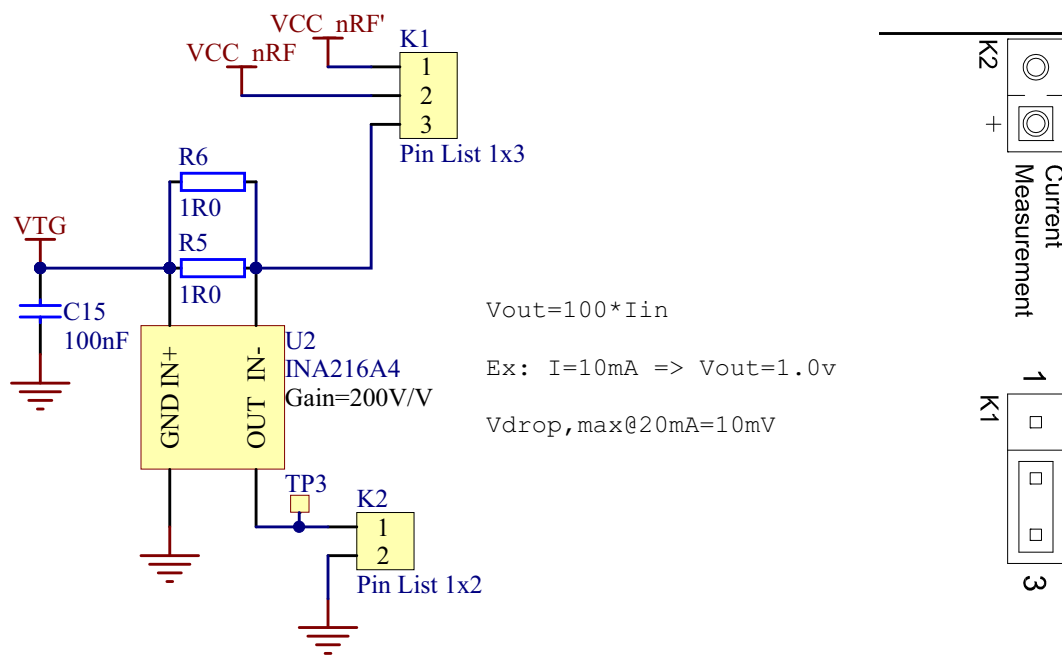 VCC_nRF'
VCC_nRF
K1
1
2
3
Pin List 1x3
R6
1R0
VTG
R5
1R0
C15
100nF
U2
INA216A4
Gain=200V/V
GND IN+
OUT IN-
TP3
K2
1
2
Pin List 1x2
Vout=100*Iin
Ex: I=10mA => Vout=1.0v
Vdrop,max@20mA=10mV
K2
+
Current
Measurement
1
K1
3